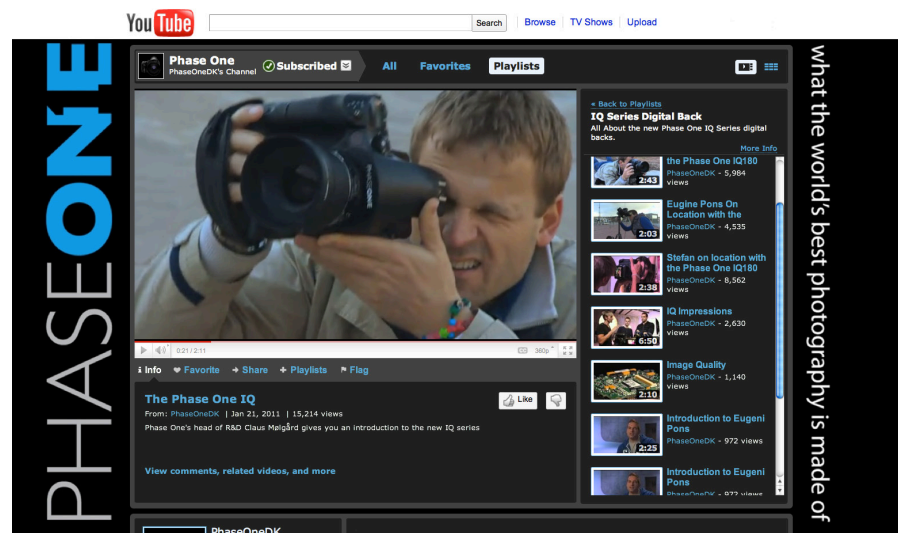 You Tube
Search
Browse
TV Shows
Upload
PHASEONE
Phase One
PhaseOneDK's Channel
Subscribed
All
Favorites
Playlists
what the world's best photography is made of
« Back to Playlists
IQ Series Digital Back
All About the new Phase One IQ Series digital
backs.
More Info
the Phase One IQ180
PhaseOneDK - 5,984
views
2:43
Eugine Pons On
Location with the
PhaseOneDK - 4,535
views
2:03
Stefan on location with
the Phase One IQ180
PhaseOneDK - 8,562
views
2:38
IQ Impressions
PhaseOneDK - 2,630
views
6:50
Image Quality
PhaseOneDK - 1,140
views
2:10
Introduction to Eugeni
Pons
PhaseOneDK - 972 views
2:25
Introduction to Eugeni
Pons
PhaseOneDK - 972 views
0:21 / 2:11
360p
Info
Favorite
Share
Playlists
Flag
The Phase One IQ
Like
From: PhaseOneDK | Jan 21, 2011 | 15,214 views
Phase One's head of R&D Claus Mølgård gives you an introduction to the new IQ series
View comments, related videos, and more
PhaseOneDK